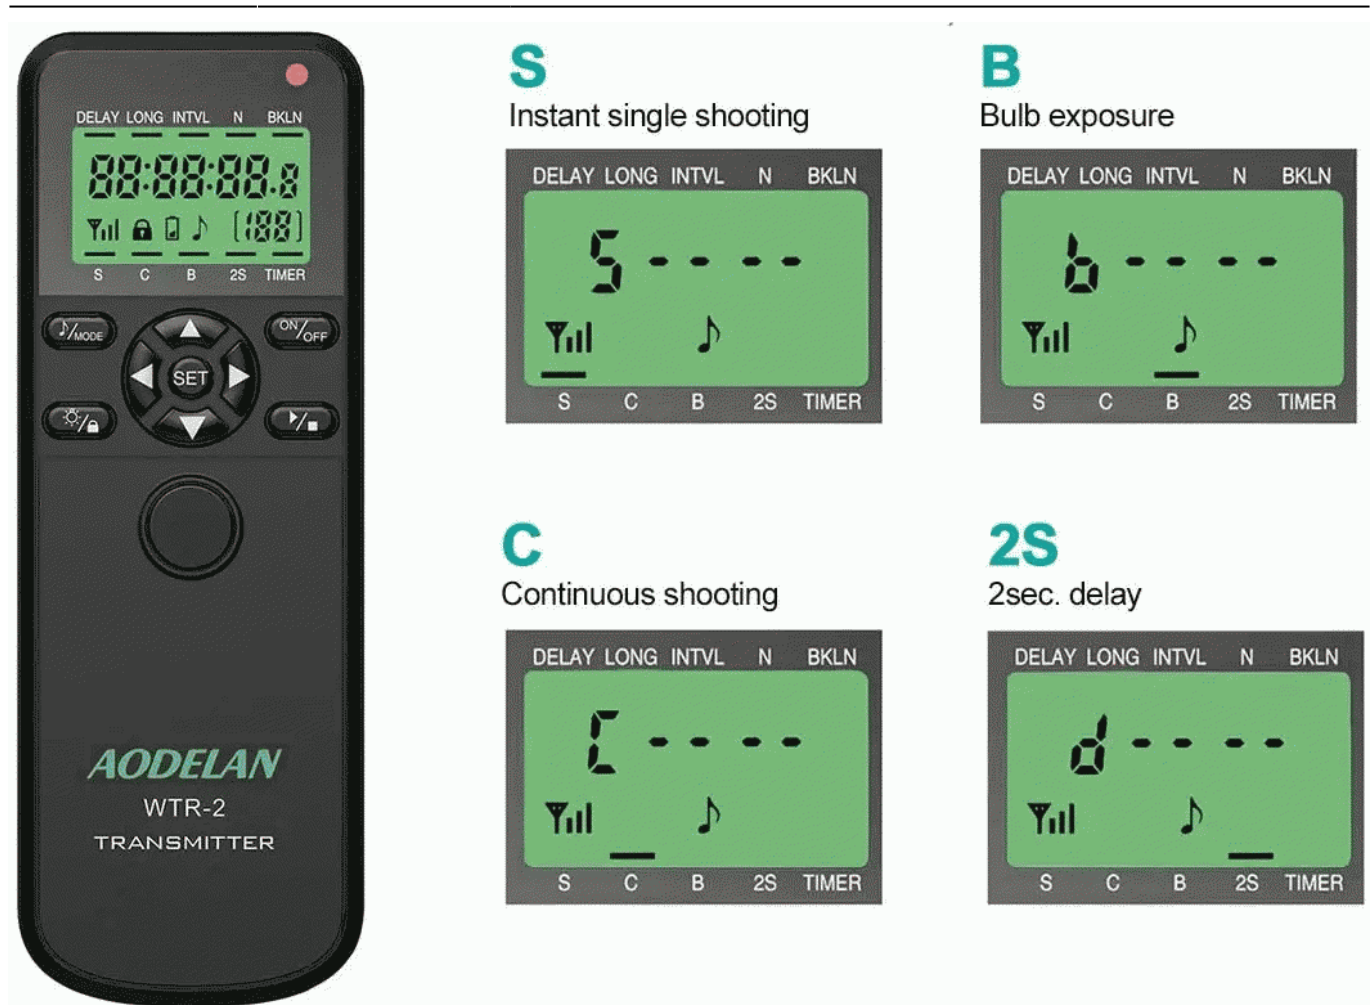 DELAY LONG INTVL N BKLN
88:88:88.8
[188]
S C B 2S TIMER
♪/MODE
ON/OFF
SET
AODELAN
WTR-2
TRANSMITTER
S
Instant single shooting
DELAY LONG INTVL N BKLN
S - - - -
S C B 2S TIMER
B
Bulb exposure
DELAY LONG INTVL N BKLN
b - - - -
S C B 2S TIMER
C
Continuous shooting
DELAY LONG INTVL N BKLN
C - - - -
S C B 2S TIMER
2S
2sec. delay
DELAY LONG INTVL N BKLN
d - - - -
S C B 2S TIMER